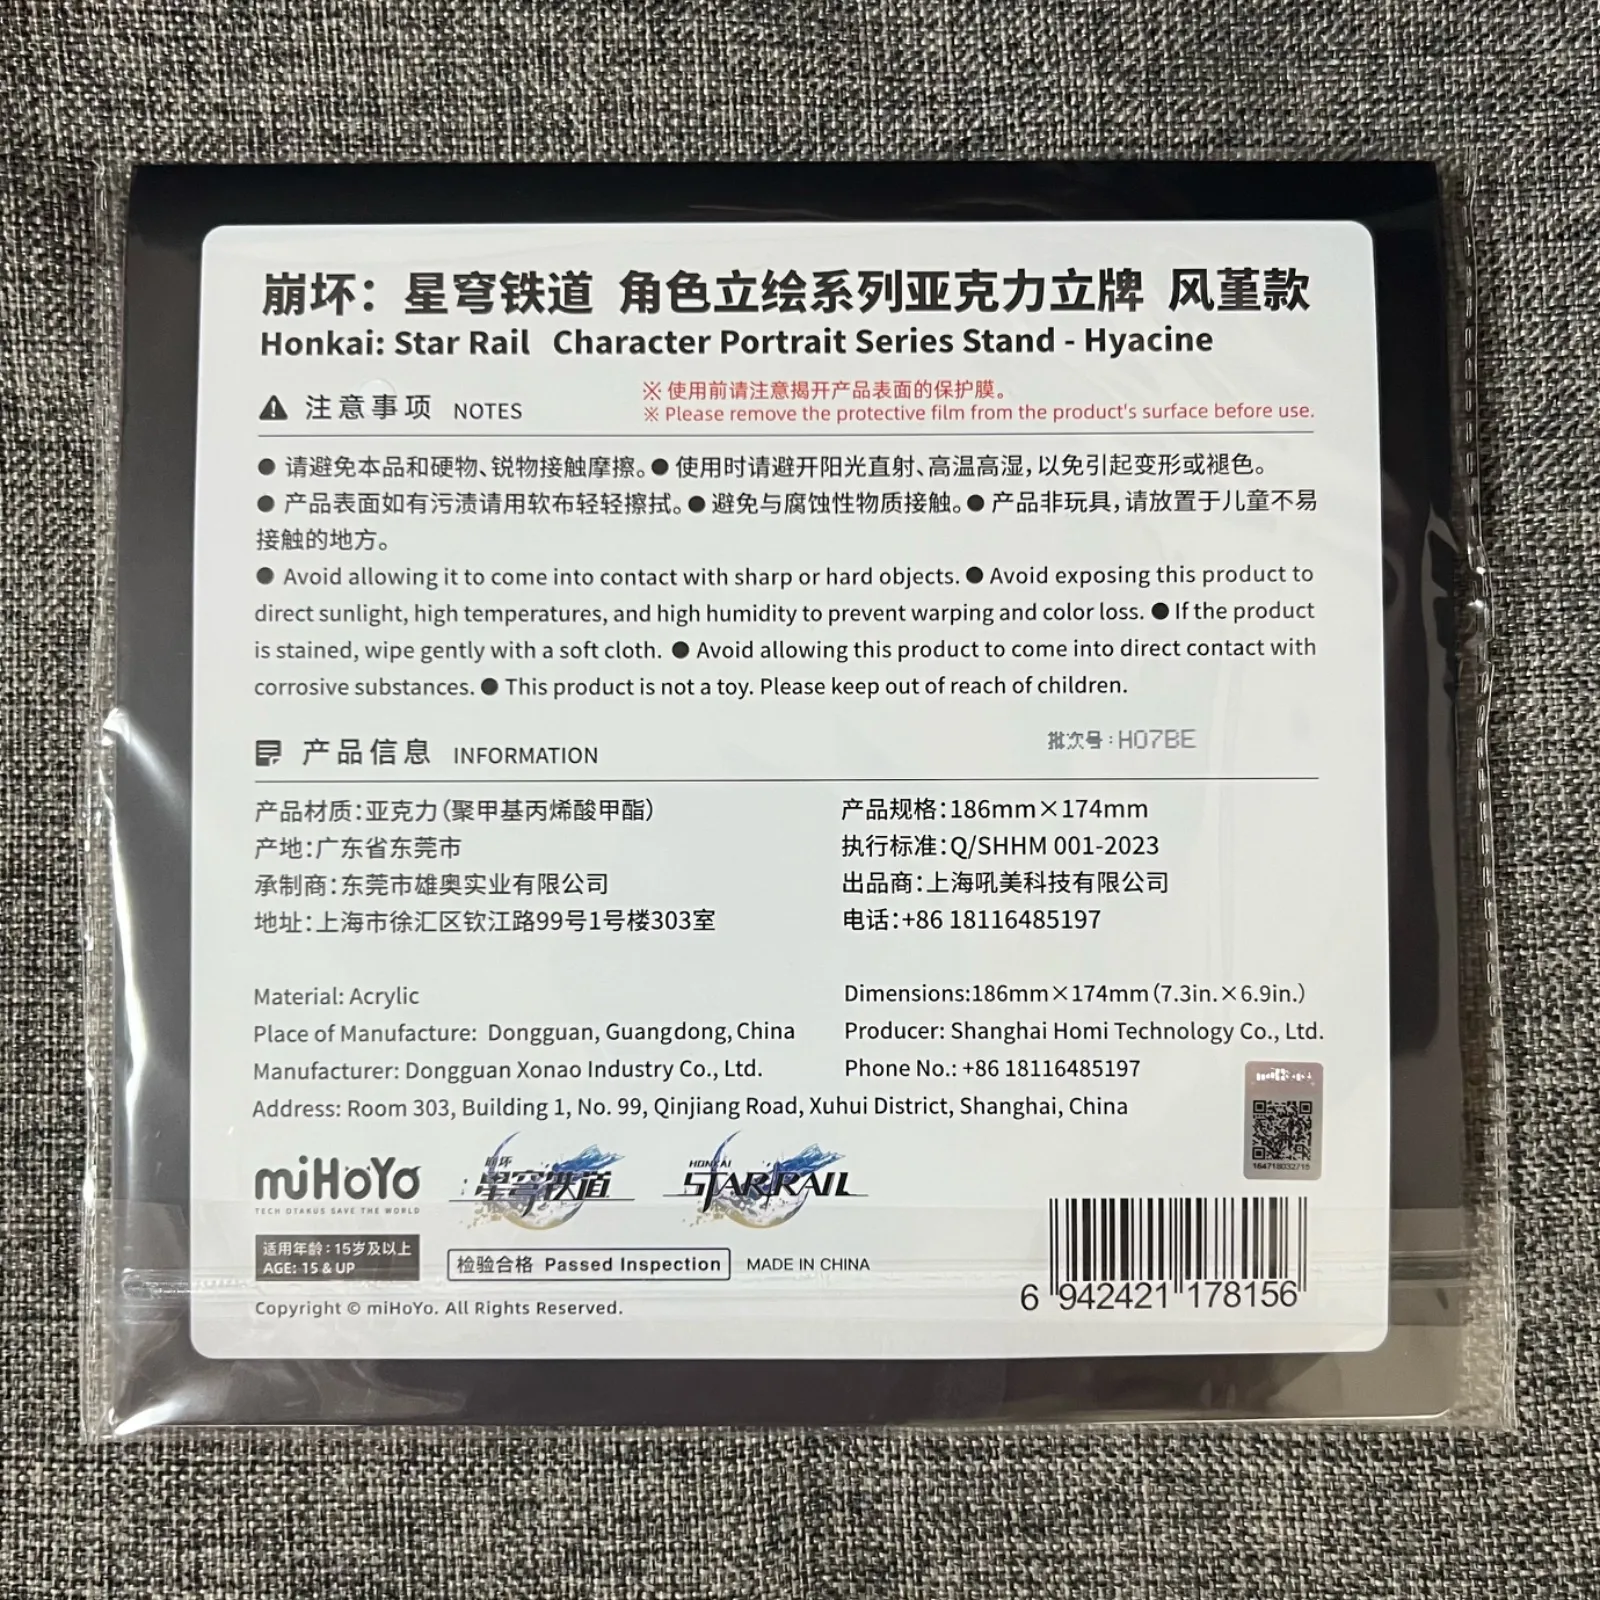 崩坏：星穹铁道 角色立绘系列亚克力立牌 风堇款
Honkai: Star Rail Character Portrait Series Stand - Hyacine
注意事项 NOTES
※ 使用前请注意揭开产品表面的保护膜。
※ Please remove the protective film from the product's surface before use.
● 请避免本品和硬物、锐物接触摩擦。● 使用时请避开阳光直射、高温高湿，以免引起变形或褪色。
● 产品表面如有污渍请用软布轻轻擦拭。● 避免与腐蚀性物质接触。● 产品非玩具，请放置于儿童不易
接触的地方。
● Avoid allowing it to come into contact with sharp or hard objects. ● Avoid exposing this product to
direct sunlight, high temperatures, and high humidity to prevent warping and color loss. ● If the product
is stained, wipe gently with a soft cloth. ● Avoid allowing this product to come into direct contact with
corrosive substances. ● This product is not a toy. Please keep out of reach of children.
产品信息 INFORMATION
批次号：H07BE
产品材质：亚克力（聚甲基丙烯酸甲酯）
产品规格：186mm×174mm
产地：广东省东莞市
执行标准：Q/SHHM 001-2023
承制商：东莞市雄奥实业有限公司
出品商：上海吼美科技有限公司
地址：上海市徐汇区钦江路99号1号楼303室
电话：+86 18116485197
Material: Acrylic
Dimensions:186mm×174mm (7.3in.×6.9in.)
Place of Manufacture: Dongguan, Guangdong, China
Producer: Shanghai Homi Technology Co., Ltd.
Manufacturer: Dongguan Xonao Industry Co., Ltd.
Phone No.: +86 18116485197
Address: Room 303, Building 1, No. 99, Qinjiang Road, Xuhui District, Shanghai, China
miHoYo
TECH OTAKUS SAVE THE WORLD
崩坏
：星穹铁道
HONKAI
STAR RAIL
miHoYo
164718032715
适用年龄：15岁及以上
AGE: 15 & UP
检验合格 Passed Inspection
MADE IN CHINA
Copyright © miHoYo. All Rights Reserved.
6 942421 178156